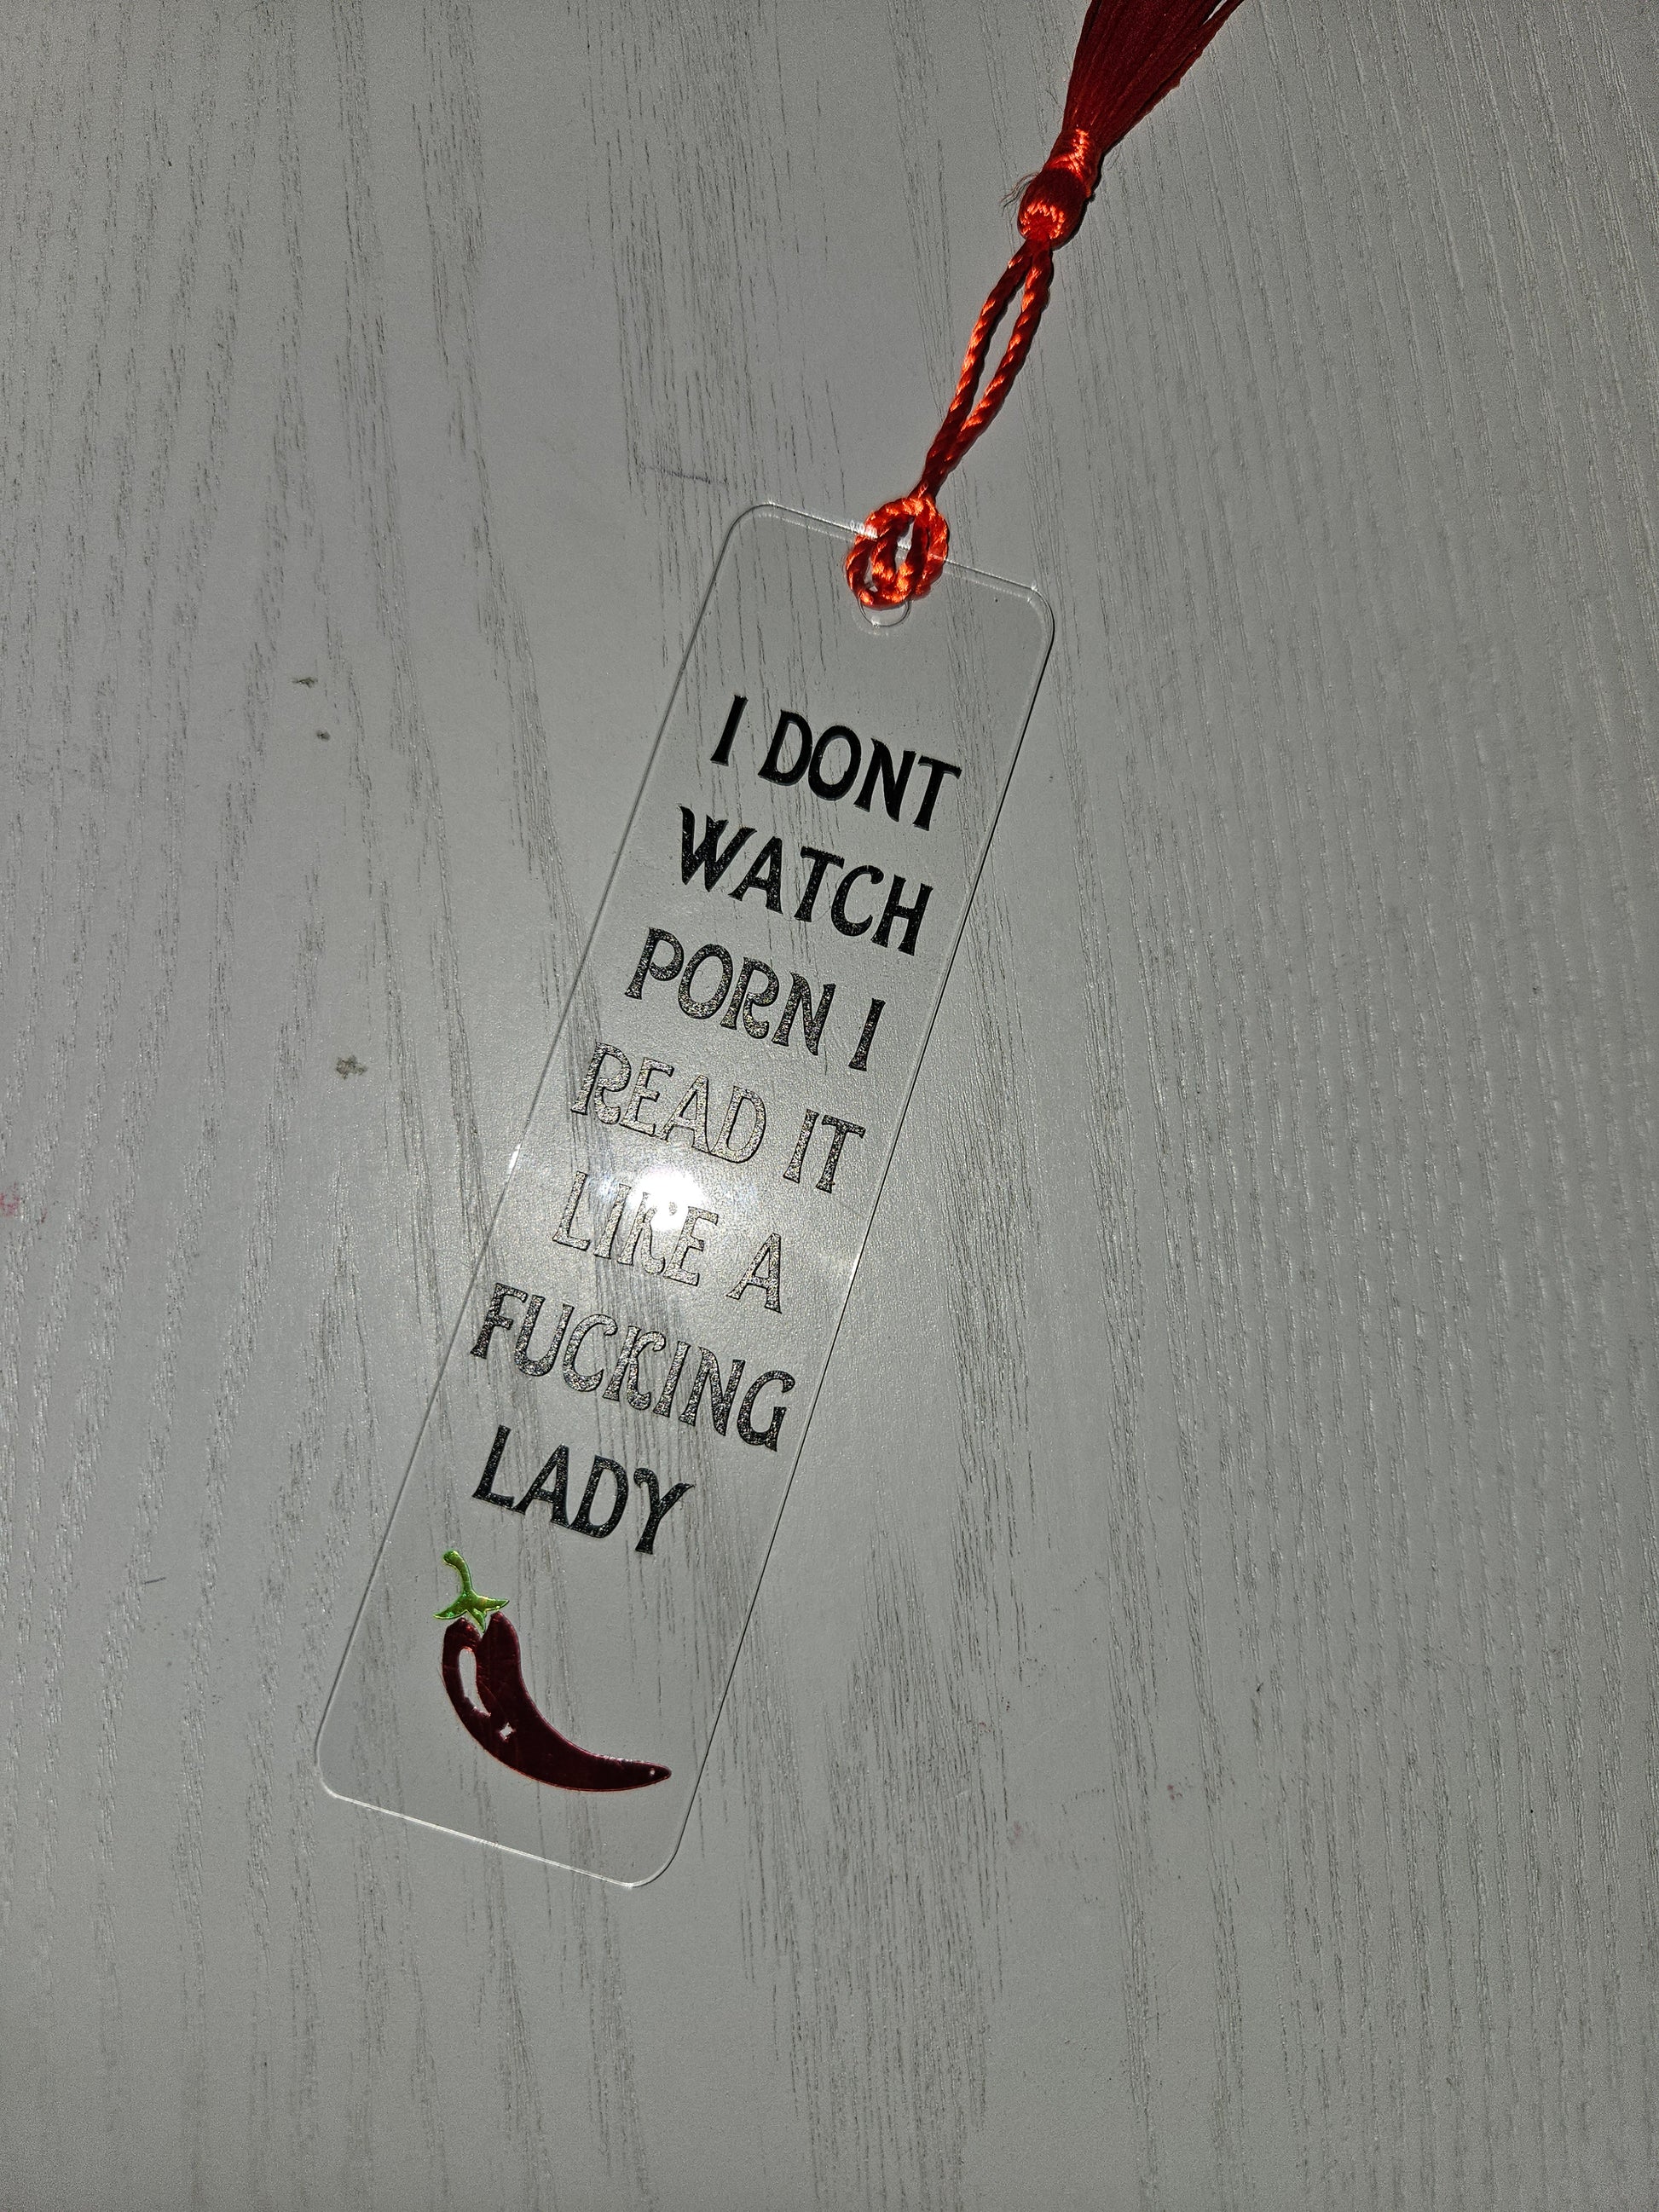 I DONT
WATCH
PORN I
READ IT
LIKE A
FUCKING
LADY